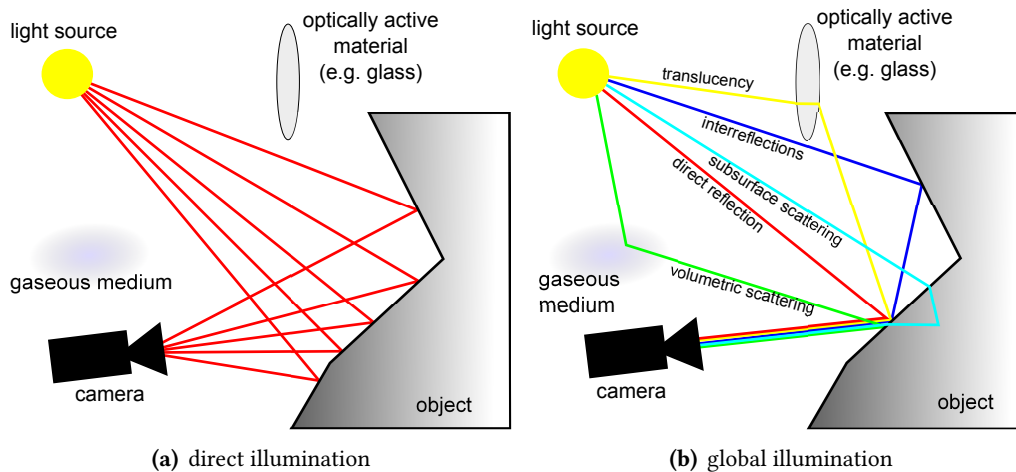 light source
optically active
material
(e.g. glass)
gaseous medium
camera
object
(a) direct illumination
light source
optically active
material
(e.g. glass)
translucency
interreflections
subsurface scattering
direct reflection
volumetric scattering
gaseous
medium
camera
object
(b) global illumination